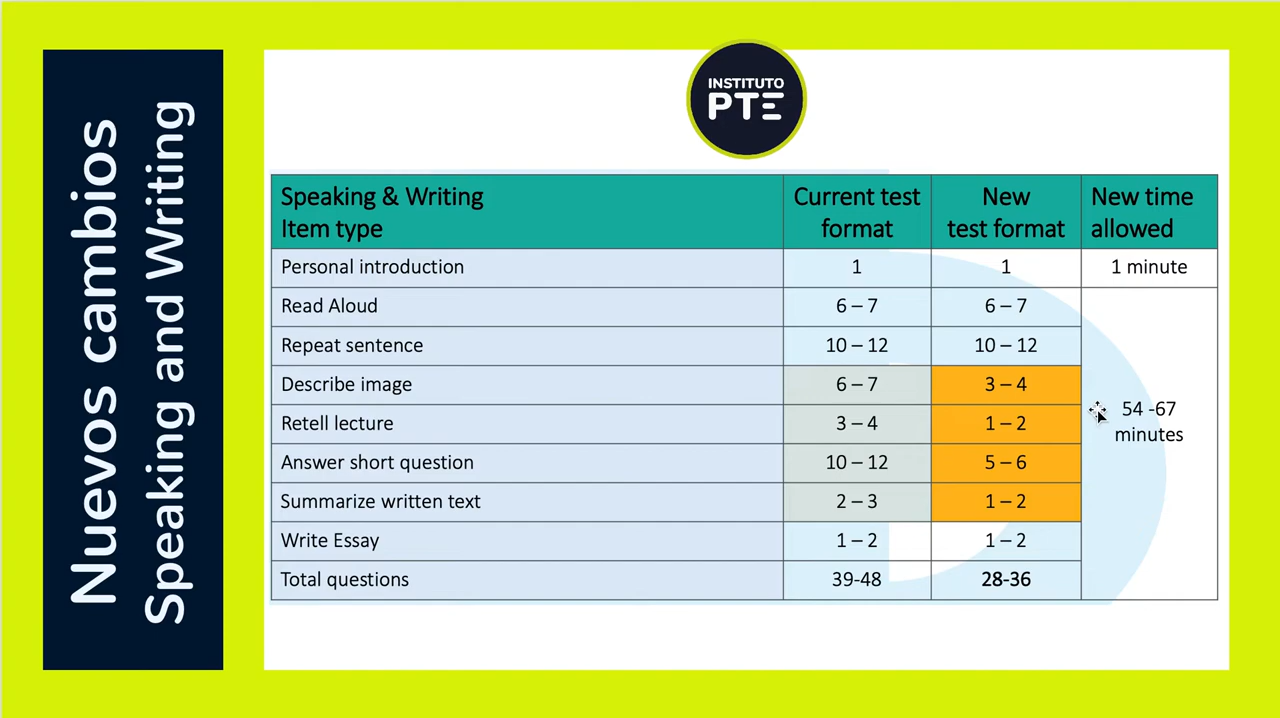 Nuevos cambios
Speaking and Writing
INSTITUTO
PTE
Speaking & Writing Item type Current test format New test format New time allowed
Personal introduction 1 1 1 minute
Read Aloud 6 – 7 6 – 7
Repeat sentence 10 – 12 10 – 12
Describe image 6 – 7 3 – 4
Retell lecture 3 – 4 1 – 2
54 -67 minutes
Answer short question 10 – 12 5 – 6
Summarize written text 2 – 3 1 – 2
Write Essay 1 – 2 1 – 2
Total questions 39-48 28-36